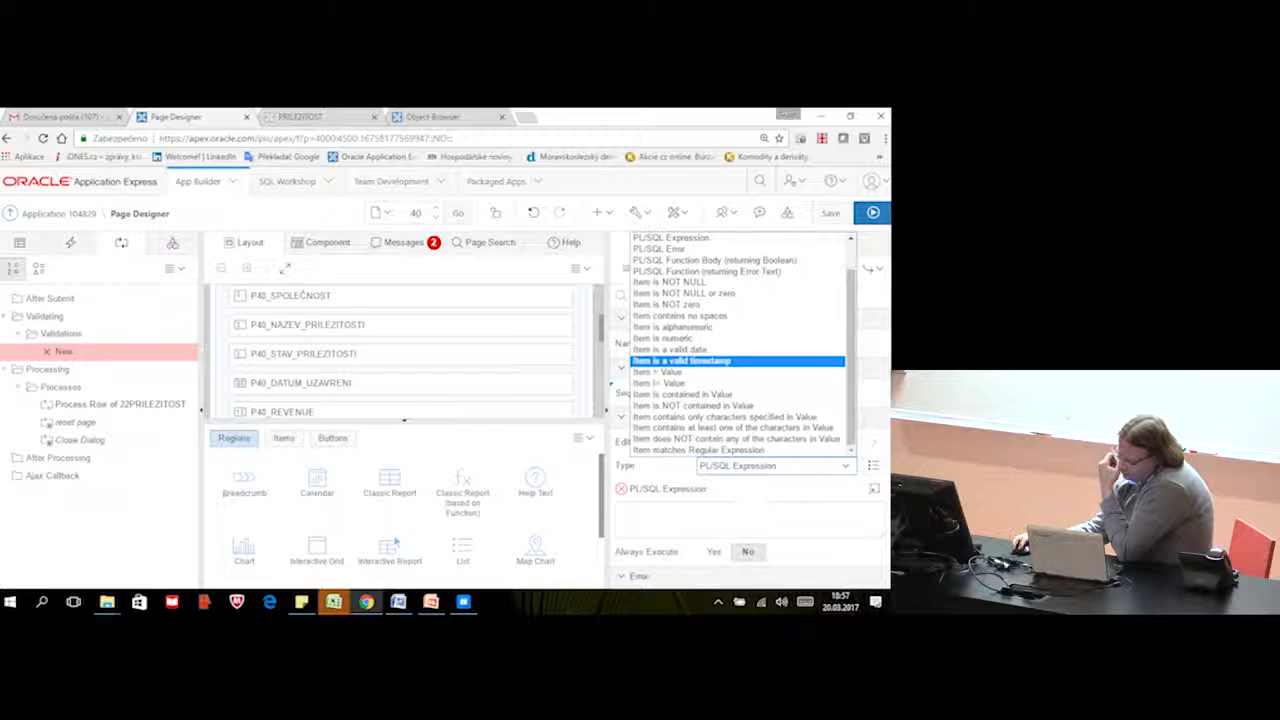 Doručená pošta (107) -
Page Designer
PRILEZITOST
Object Browser
Zabezpečeno
https://apex.oracle.com/pls/apex/f?p=4000:4500:16758177569947::NO:::
Aplikace
iDNES.cz – zprávy, kte
Welcome! | LinkedIn
Překladač Google
Oracle Application E
Hospodářské noviny
Moravskoslezský den
Akcie cz online. Burz
Komodity a deriváty
ORACLE Application Express
App Builder
SQL Workshop
Team Development
Packaged Apps
Application 104829 \ Page Designer
40
Go
Save
Layout
Component
Messages 2
Page Search
Help
After Submit
Validating
Validations
New
Processing
Processes
Process Row of 22PRILEZITOST
reset page
Close Dialog
After Processing
Ajax Callback
P40_SPOLEČNOST
P40_NAZEV_PRILEZITOSTI
P40_STAV_PRILEZITOSTI
P40_DATUM_UZAVRENI
P40_REVENUE
Regions
Items
Buttons
Breadcrumb
Calendar
Classic Report
Classic Report (based on Function)
Help Text
Chart
Interactive Grid
Interactive Report
List
Map Chart
PL/SQL Expression
PL/SQL Error
PL/SQL Function Body (returning Boolean)
PL/SQL Function (returning Error Text)
Item is NOT NULL
Item is NOT NULL or zero
Item is NOT zero
Item contains no spaces
Item is alphanumeric
Item is numeric
Item is a valid date
Item is a valid timestamp
Item = Value
Item != Value
Item is contained in Value
Item is NOT contained in Value
Item contains only characters specified in Value
Item contains at least one of the characters in Value
Item does NOT contain any of the characters in Value
Item matches Regular Expression
Type
PL/SQL Expression
PL/SQL Expression
Always Execute
Yes
No
Error
18:57
20.03.2017